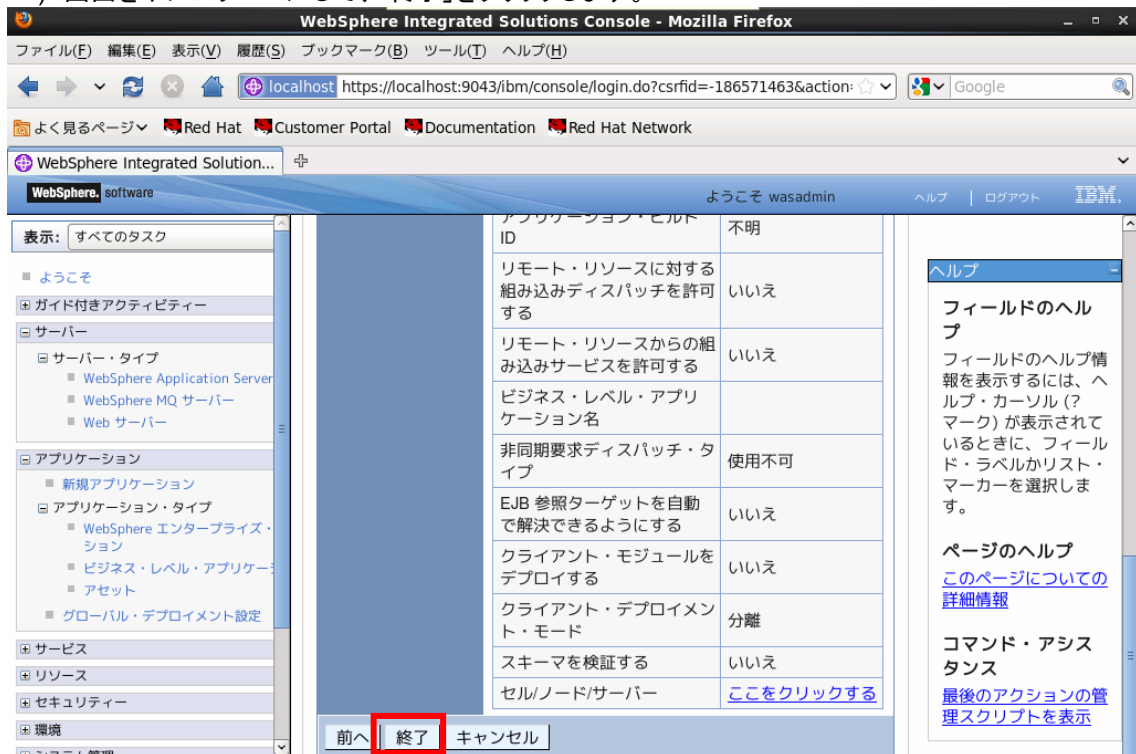 WebSphere Integrated Solutions Console - Mozilla Firefox
ファイル(F) 編集(E) 表示(V) 履歴(S) ブックマーク(B) ツール(T) ヘルプ(H)
localhost https://localhost:9043/ibm/console/login.do?csrfid=-186571463&action: Google
よく見るページ Red Hat Customer Portal Documentation Red Hat Network
WebSphere Integrated Solution...
WebSphere. software ようこそ wasadmin ヘルプ | ログアウト IBM.
表示: すべてのタスク
ようこそ
ガイド付きアクティビティー
サーバー
サーバー・タイプ
WebSphere Application Server
WebSphere MQ サーバー
Web サーバー
アプリケーション
新規アプリケーション
アプリケーション・タイプ
WebSphere エンタープライズ・
ション
ビジネス・レベル・アプリケー
アセット
グローバル・デプロイメント設定
サービス
リソース
セキュリティー
環境
アプリケーション・ビルド
ID
不明
リモート・リソースに対する
組み込みディスパッチを許可
する
いいえ
リモート・リソースからの組
み込みサービスを許可する
いいえ
ビジネス・レベル・アプリ
ケーション名
非同期要求ディスパッチ・タ
イプ
使用不可
EJB 参照ターゲットを自動
で解決できるようにする
いいえ
クライアント・モジュールを
デプロイする
いいえ
クライアント・デプロイメン
ト・モード
分離
スキーマを検証する
いいえ
セル/ノード/サーバー
ここをクリックする
前へ 終了 キャンセル
ヘルプ
フィールドのヘル
プ
フィールドのヘルプ情
報を表示するには、ヘ
ルプ・カーソル (?
マーク) が表示されて
いるときに、フィール
ド・ラベルかリスト・
マーカーを選択しま
す。
ページのヘルプ
このページについての
詳細情報
コマンド・アシス
タンス
最後のアクションの管
理スクリプトを表示